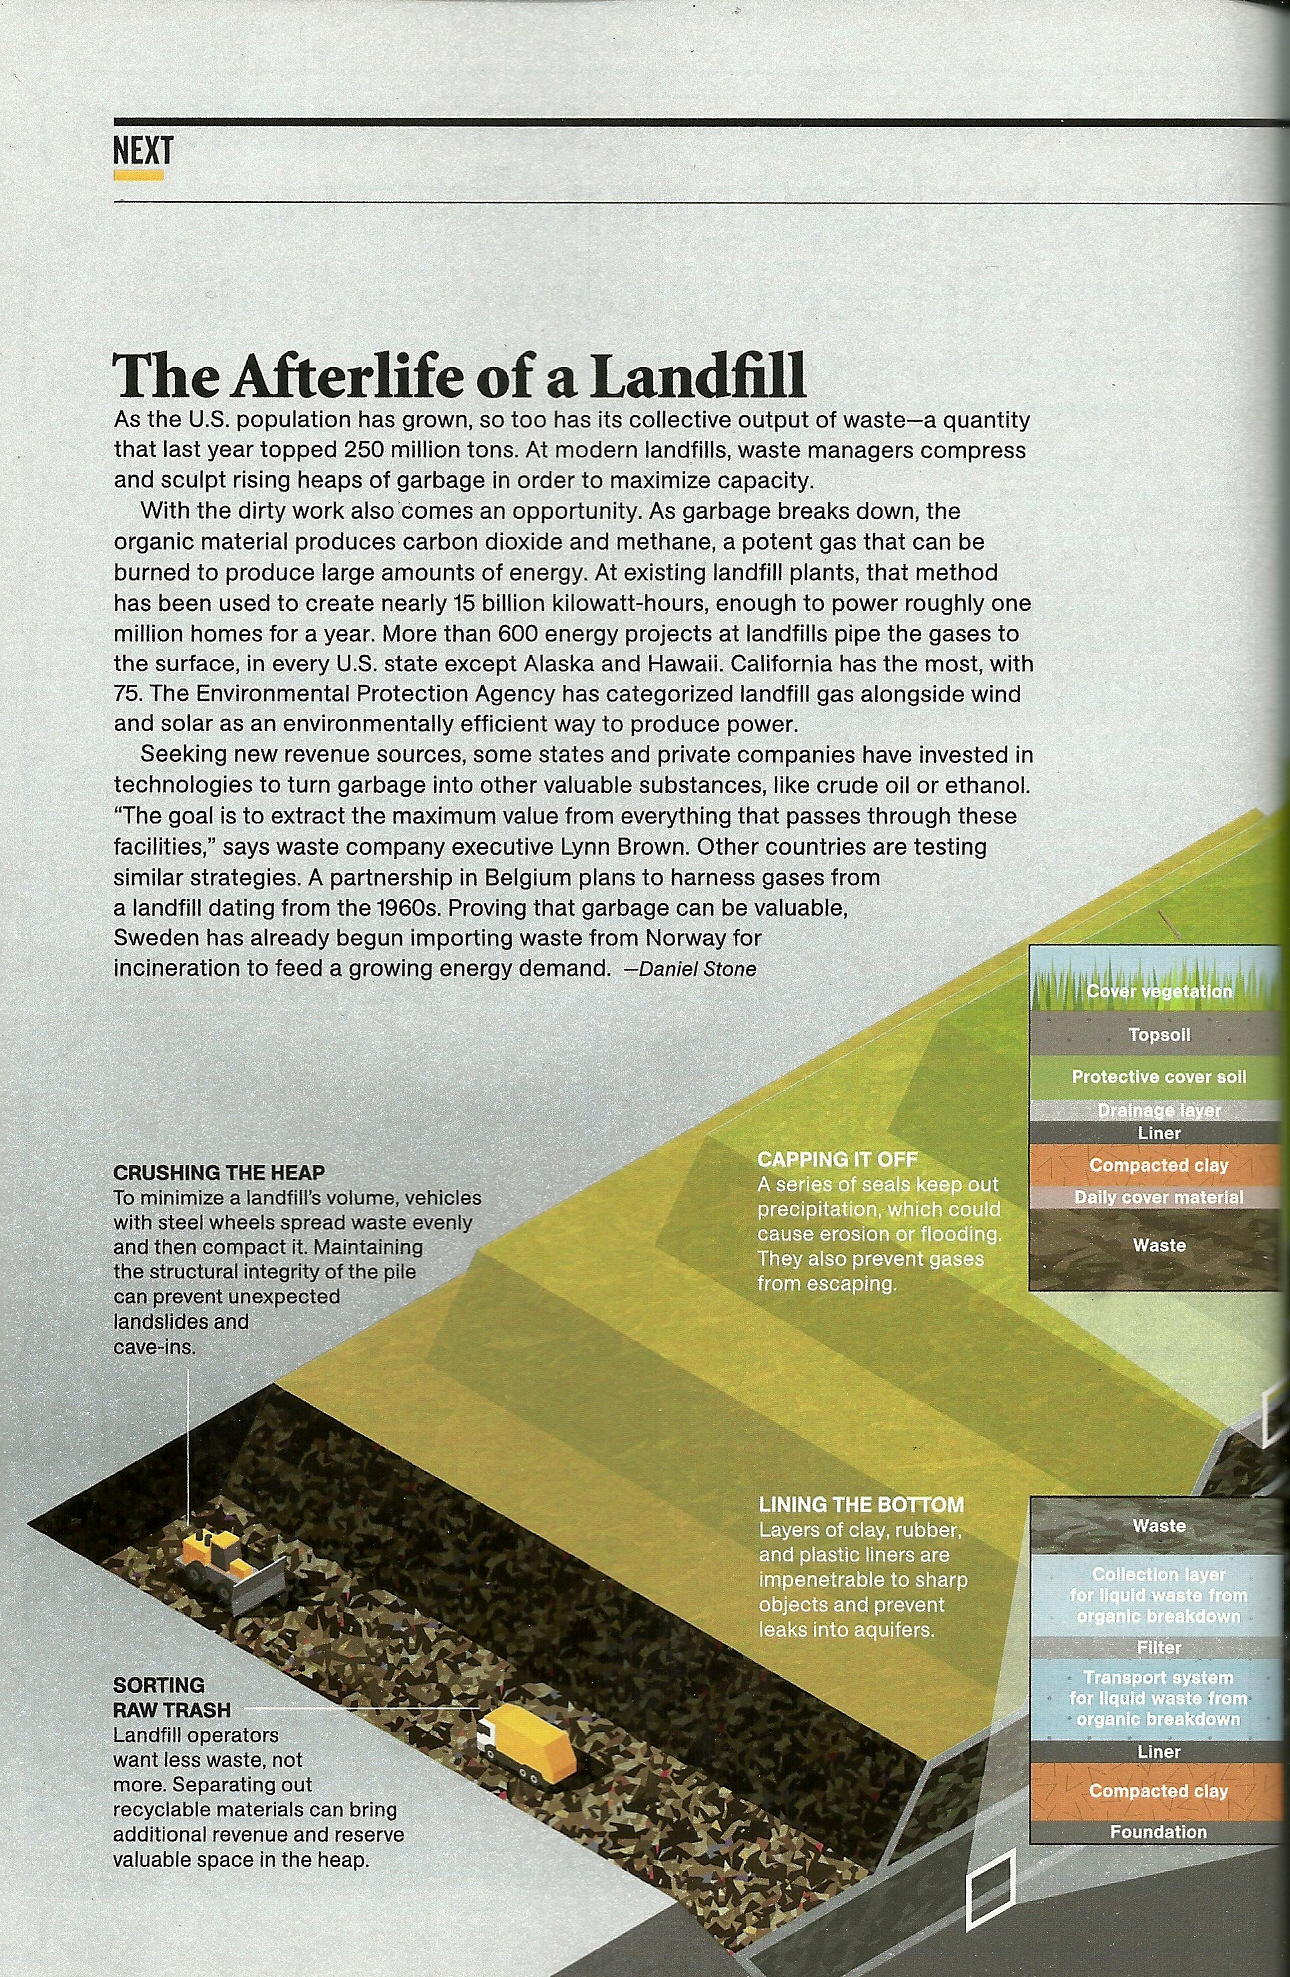 NEXT
The Afterlife of a Landfill
As the U.S. population has grown, so too has its collective output of waste—a quantity
that last year topped 250 million tons. At modern landfills, waste managers compress
and sculpt rising heaps of garbage in order to maximize capacity.
With the dirty work also comes an opportunity. As garbage breaks down, the
organic material produces carbon dioxide and methane, a potent gas that can be
burned to produce large amounts of energy. At existing landfill plants, that method
has been used to create nearly 15 billion kilowatt-hours, enough to power roughly one
million homes for a year. More than 600 energy projects at landfills pipe the gases to
the surface, in every U.S. state except Alaska and Hawaii. California has the most, with
75. The Environmental Protection Agency has categorized landfill gas alongside wind
and solar as an environmentally efficient way to produce power.
Seeking new revenue sources, some states and private companies have invested in
technologies to turn garbage into other valuable substances, like crude oil or ethanol.
“The goal is to extract the maximum value from everything that passes through these
facilities,” says waste company executive Lynn Brown. Other countries are testing
similar strategies. A partnership in Belgium plans to harness gases from
a landfill dating from the 1960s. Proving that garbage can be valuable,
Sweden has already begun importing waste from Norway for
incineration to feed a growing energy demand. —Daniel Stone
CRUSHING THE HEAP
To minimize a landfill's volume, vehicles
with steel wheels spread waste evenly
and then compact it. Maintaining
the structural integrity of the pile
can prevent unexpected
landslides and
cave-ins.
CAPPING IT OFF
A series of seals keep out
precipitation, which could
cause erosion or flooding.
They also prevent gases
from escaping.
Cover vegetation
Topsoil
Protective cover soil
Drainage layer
Liner
Compacted clay
Daily cover material
Waste
LINING THE BOTTOM
Layers of clay, rubber,
and plastic liners are
impenetrable to sharp
objects and prevent
leaks into aquifers.
Waste
Collection layer
for liquid waste from
organic breakdown
Filter
Transport system
for liquid waste from
organic breakdown
Liner
Compacted clay
Foundation
SORTING
RAW TRASH
Landfill operators
want less waste, not
more. Separating out
recyclable materials can bring
additional revenue and reserve
valuable space in the heap.